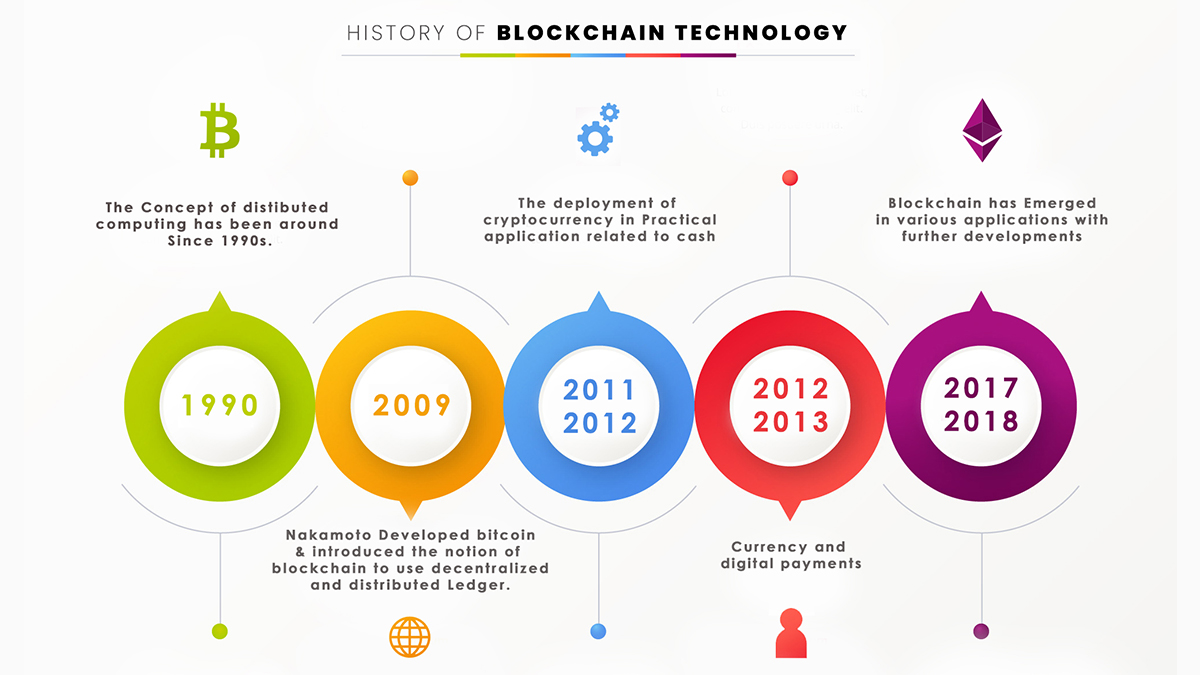 HISTORY OF BLOCKCHAIN TECHNOLOGY
The Concept of distibuted
computing has been around
Since 1990s.
The deployment of
cryptocurrency in Practical
application related to cash
Blockchain has Emerged
in various applications with
further developments
1990
2009
2011
2012
2012
2013
2017
2018
Nakamoto Developed bitcoin
& introduced the notion of
blockchain to use decentralized
and distributed Ledger.
Currency and
digital payments